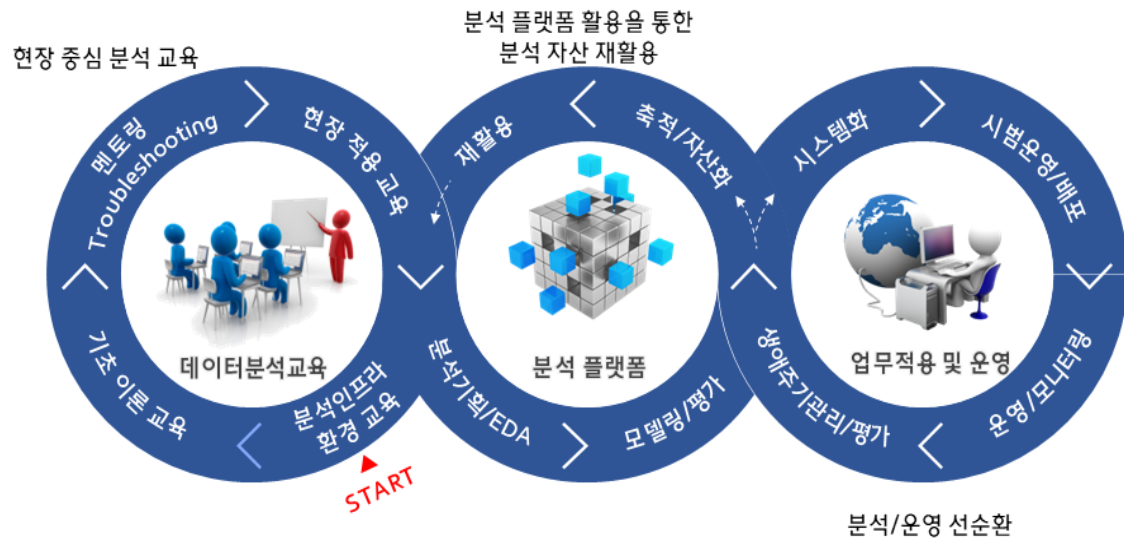 현장 중심 분석 교육
분석 플랫폼 활용을 통한
분석 자산 재활용
멘토링
Troubleshooting
현장 적용 교육
기초 이론 교육
분석인프라
환경 교육
데이터분석교육
START
재활용
축적/자산화
분석기획/EDA
모델링/평가
분석 플랫폼
시스템화
시범운영/배포
생애주기관리/평가
운영/모니터링
업무적용 및 운영
분석/운영 선순환